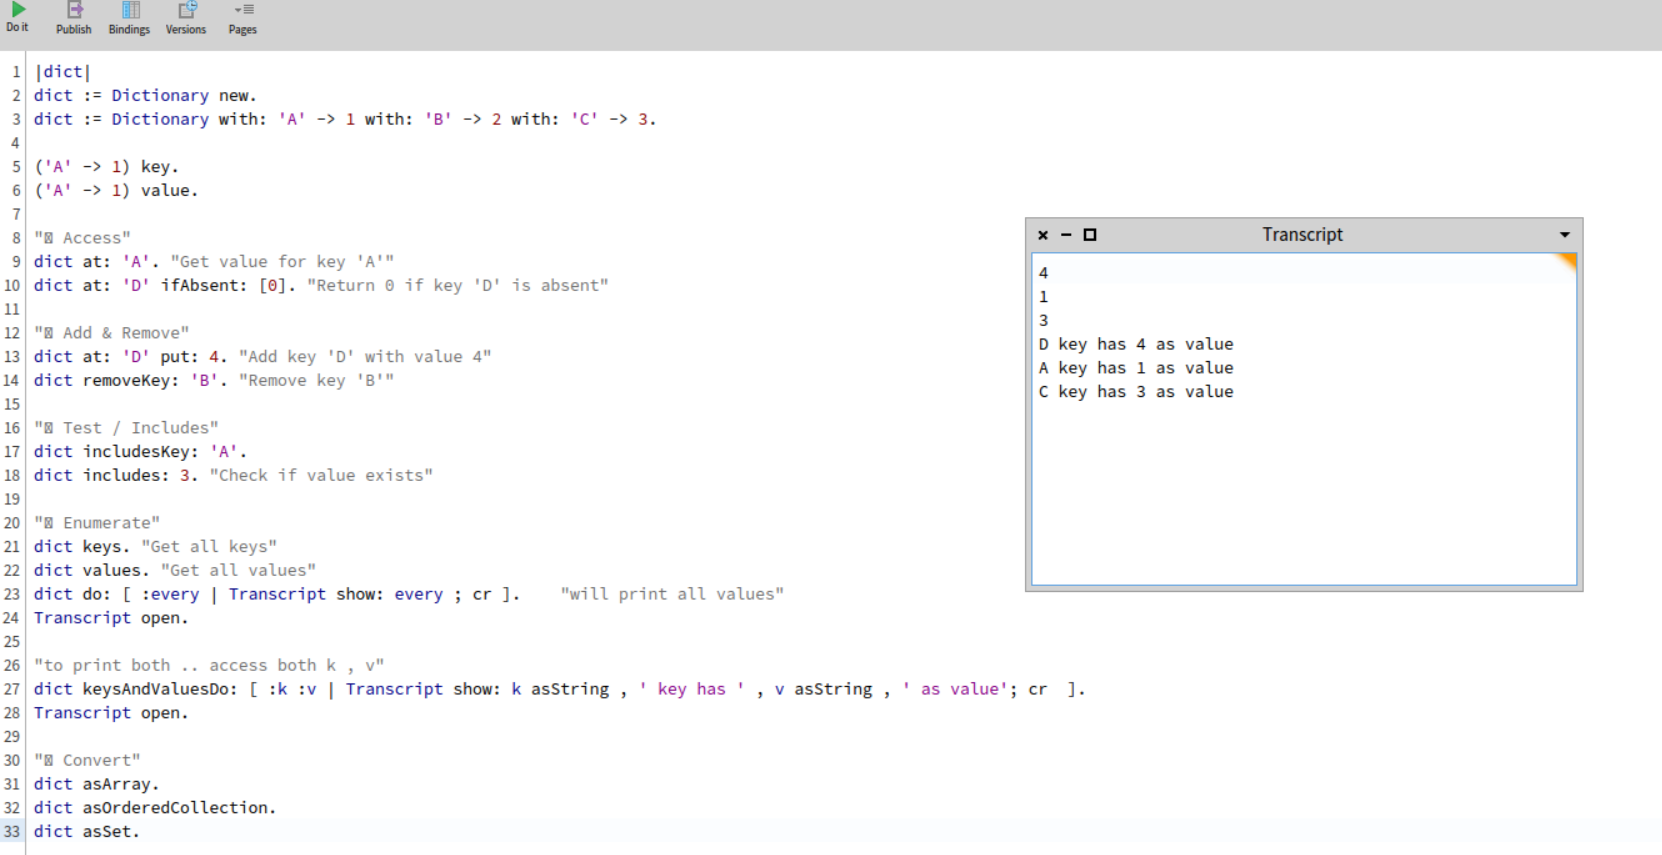 Do it Publish Bindings Versions Pages
1 |dict|
2 dict := Dictionary new.
3 dict := Dictionary with: 'A' -> 1 with: 'B' -> 2 with: 'C' -> 3.
4
5 ('A' -> 1) key.
6 ('A' -> 1) value.
7
8 " Access"
9 dict at: 'A'. "Get value for key 'A'"
10 dict at: 'D' ifAbsent: [0]. "Return 0 if key 'D' is absent"
11
12 " Add & Remove"
13 dict at: 'D' put: 4. "Add key 'D' with value 4"
14 dict removeKey: 'B'. "Remove key 'B'"
15
16 " Test / Includes"
17 dict includesKey: 'A'.
18 dict includes: 3. "Check if value exists"
19
20 " Enumerate"
21 dict keys. "Get all keys"
22 dict values. "Get all values"
23 dict do: [ :every | Transcript show: every ; cr ]. "will print all values"
24 Transcript open.
25
26 "to print both .. access both k , v"
27 dict keysAndValuesDo: [ :k :v | Transcript show: k asString , ' key has ' , v asString , ' as value'; cr ].
28 Transcript open.
29
30 " Convert"
31 dict asArray.
32 dict asOrderedCollection.
33 dict asSet.
Transcript
4
1
3
D key has 4 as value
A key has 1 as value
C key has 3 as value